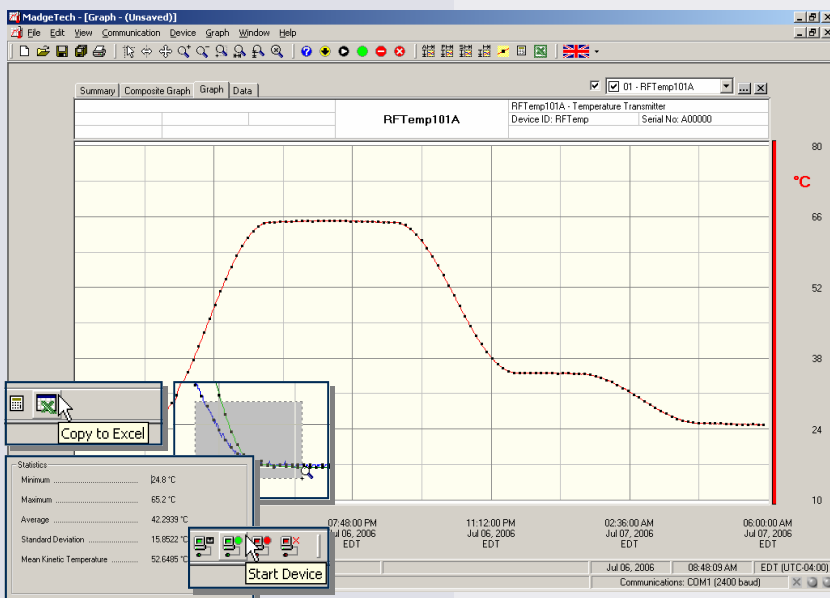 MadgeTech - [Graph - (Unsaved)]
File Edit View Communication Device Graph Window Help
Summary Composite Graph Graph Data
01 - RFTemp101A
RFTemp101A
RFTemp101A - Temperature Transmitter
Device ID: RFTemp Serial No: A00000
80
°C
66
52
38
24
10
Copy to Excel
Statistics
Minimum 24.8 °C
Maximum 65.2 °C
Average 42.2939 °C
Standard Deviation 15.8522 °C
Mean Kinetic Temperature 52.6485 °C
Start Device
07:48:00 PM
Jul 06, 2006
EDT
11:12:00 PM
Jul 06, 2006
EDT
02:36:00 AM
Jul 07, 2006
EDT
06:00:00 AM
Jul 07, 2006
EDT
Jul 06, 2006 08:48:09 AM EDT (UTC-04:00)
Communications: COM1 (2400 baud)